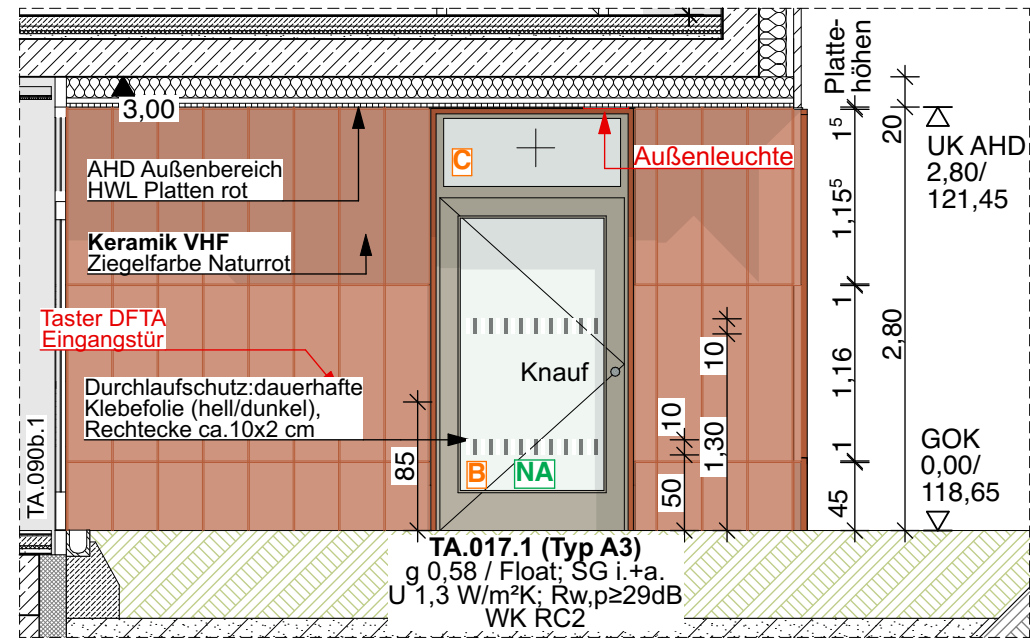 Platte-
höhen
3,00
AHD Außenbereich
HWL Platten rot
C
Außenleuchte
1⁵
20
UK AHD
2,80/
121,45
Keramik VHF
Ziegelfarbe Naturrot
1,15⁵
Taster DFTA
Eingangstür
1
2,80
Knauf
10
1,16
Durchlaufschutz:dauerhafte
Klebefolie (hell/dunkel),
Rechtecke ca.10x2 cm
TA.090b.1
85
B
NA
10
50
1,30
1
45
GOK
0,00/
118,65
TA.017.1 (Typ A3)
g 0,58 / Float; SG i.+a.
U 1,3 W/m²K; Rw,p≥29dB
WK RC2